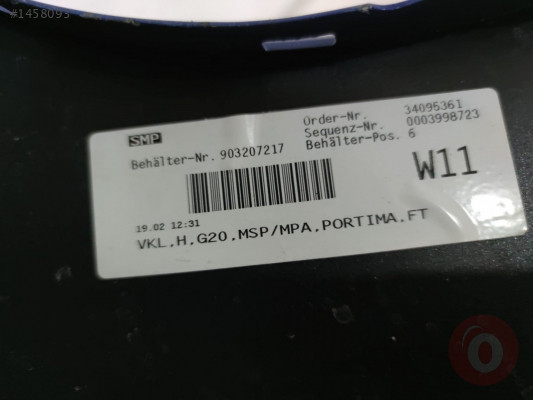 #1458093
SMP
Behälter-Nr. 903207217
Order-Nr. 34095361
Sequenz-Nr. 0003998723
Behälter-Pos. 6
W11
19.02 12:31
VKL.H.G20.MSP/MPA.PORTIMA.FT